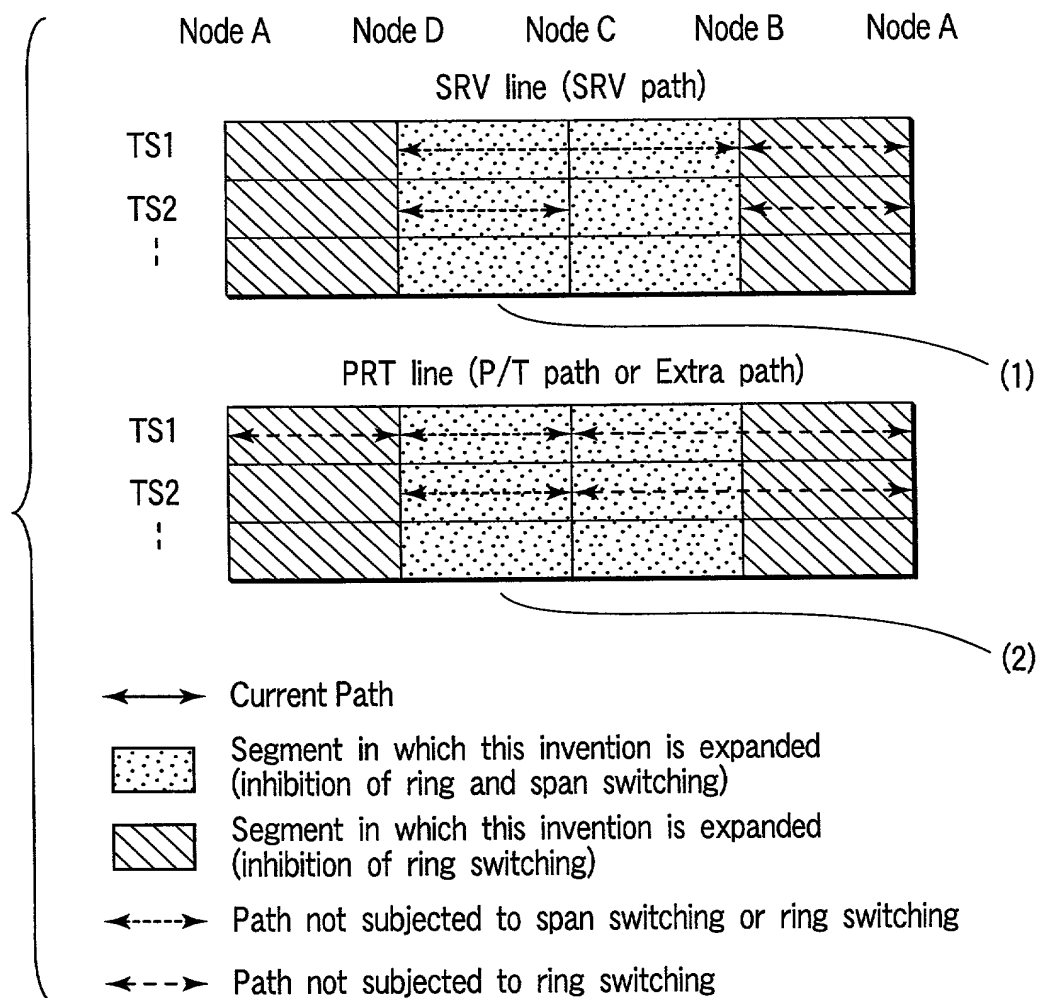 Node A Node D Node C Node B Node A
SRV line (SRV path)
TS1
TS2
(1)
PRT line (P/T path or Extra path)
TS1
TS2
(2)
Current Path
Segment in which this invention is expanded
(inhibition of ring and span switching)
Segment in which this invention is expanded
(inhibition of ring switching)
Path not subjected to span switching or ring switching
Path not subjected to ring switching